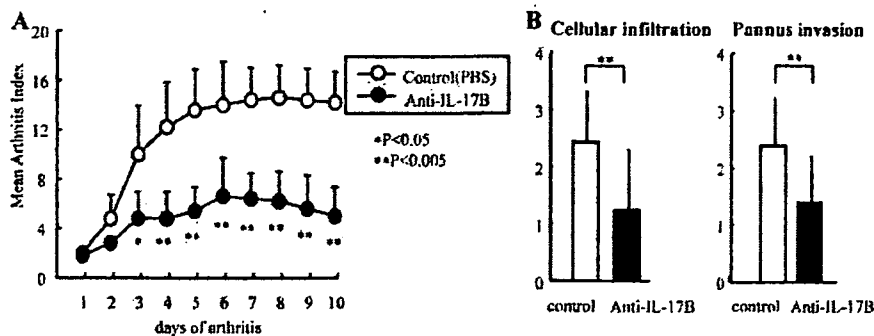 A
Mean Arthritis Index
20
16
12
8
4
0
1 2 3 4 5 6 7 8 9 10
days of arthritis
Control(PBS)
Anti-IL-17B
*P<0.05
**P<0.005
* ** ** ** ** ** ** **
B
Cellular infiltration
4
3
2
1
0
**
control Anti-IL-17B
Pannus invasion
4
3
2
1
0
**
control Anti-IL-17B